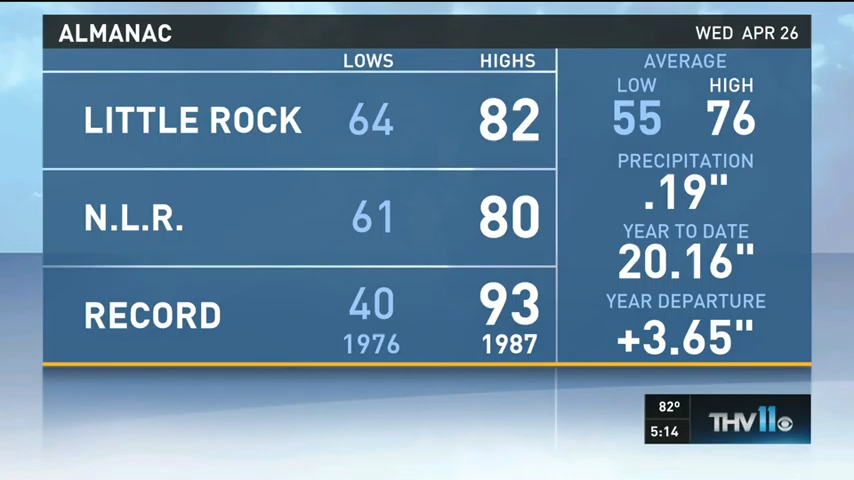 ALMANAC
WED APR 26
LOWS HIGHS
LITTLE ROCK 64 82
N.L.R. 61 80
RECORD 40 93
1976 1987
AVERAGE
LOW HIGH
55 76
PRECIPITATION
.19"
YEAR TO DATE
20.16"
YEAR DEPARTURE
+3.65"
82º
5:14
THV11